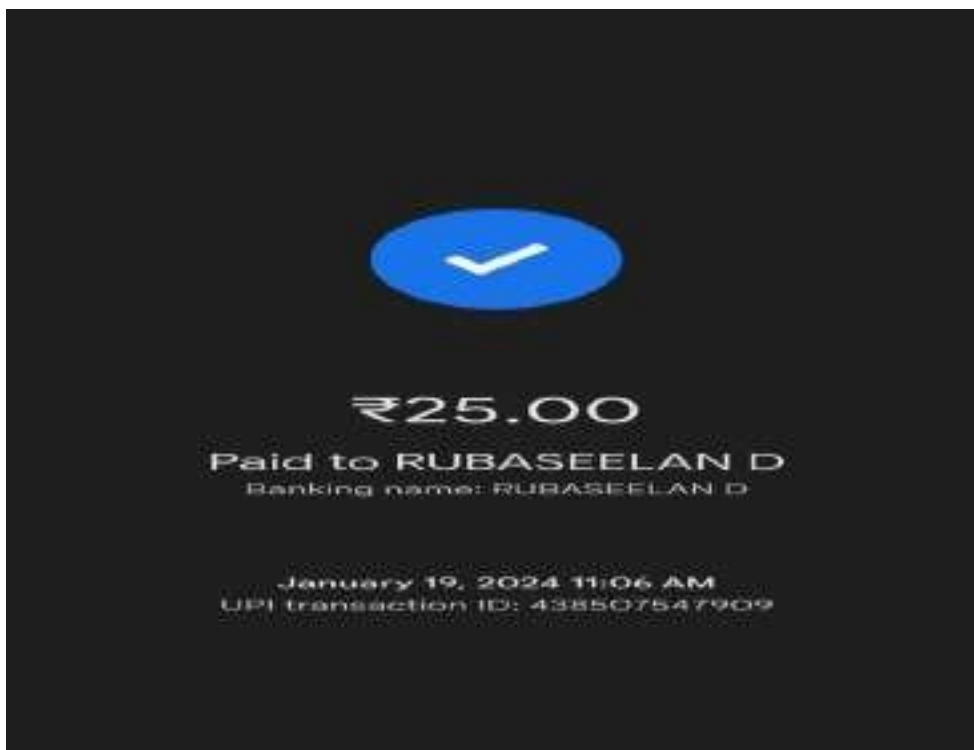 ₹25.00
Paid to RUBASEELAN D
Banking name: RUBASEELAN D
January 19, 2024 11:06 AM
UPI transaction ID: 438507547909